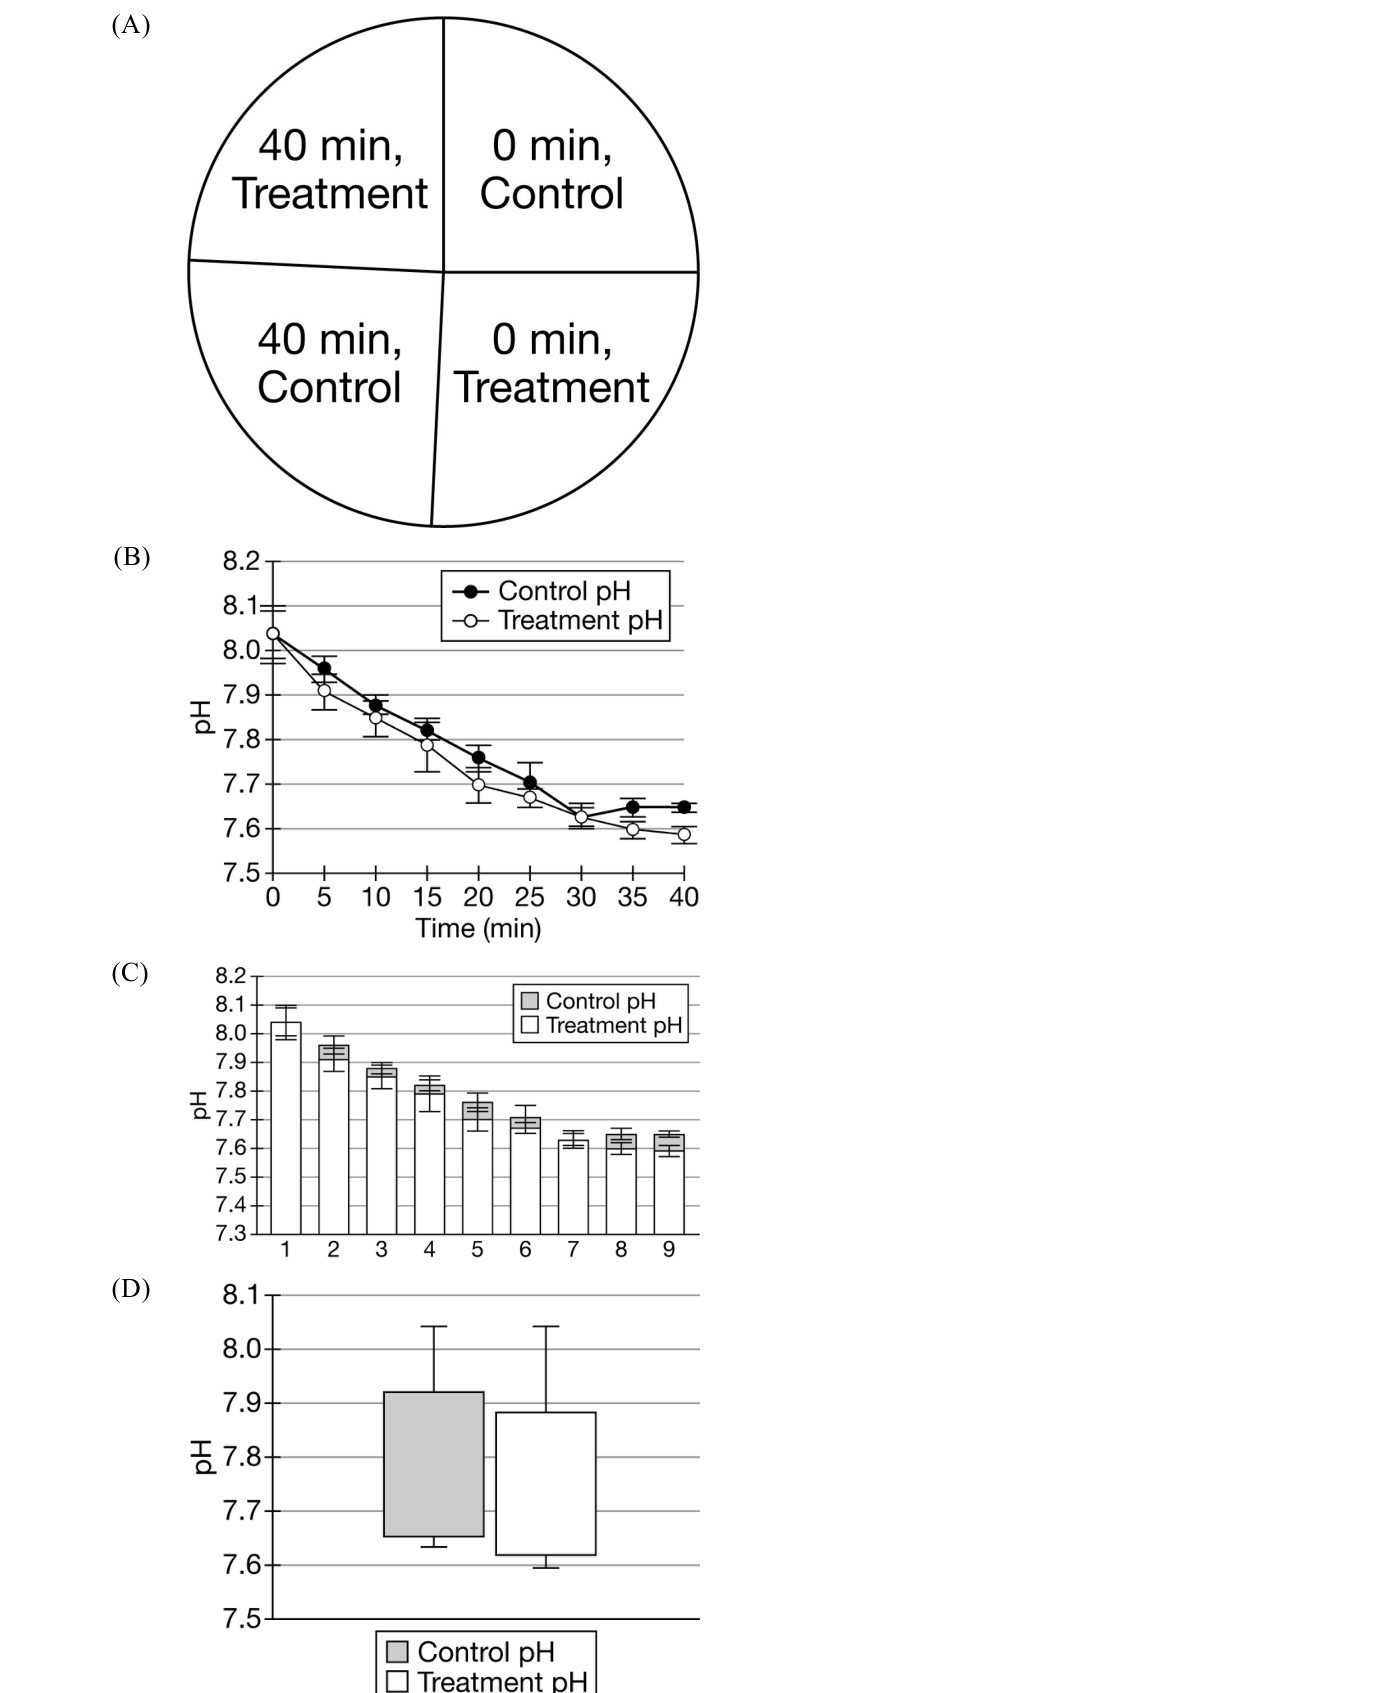 (A)
40 min,
Treatment
0 min,
Control
40 min,
Control
0 min,
Treatment
(B)
8.2
8.1
8.0
7.9
7.8
7.7
7.6
7.5
pH
Control pH
Treatment pH
0 5 10 15 20 25 30 35 40
Time (min)
(C)
8.2
8.1
8.0
7.9
7.8
7.7
7.6
7.5
7.4
7.3
pH
Control pH
Treatment pH
1 2 3 4 5 6 7 8 9
(D)
8.1
8.0
7.9
7.8
7.7
7.6
7.5
pH
Control pH
Treatment pH